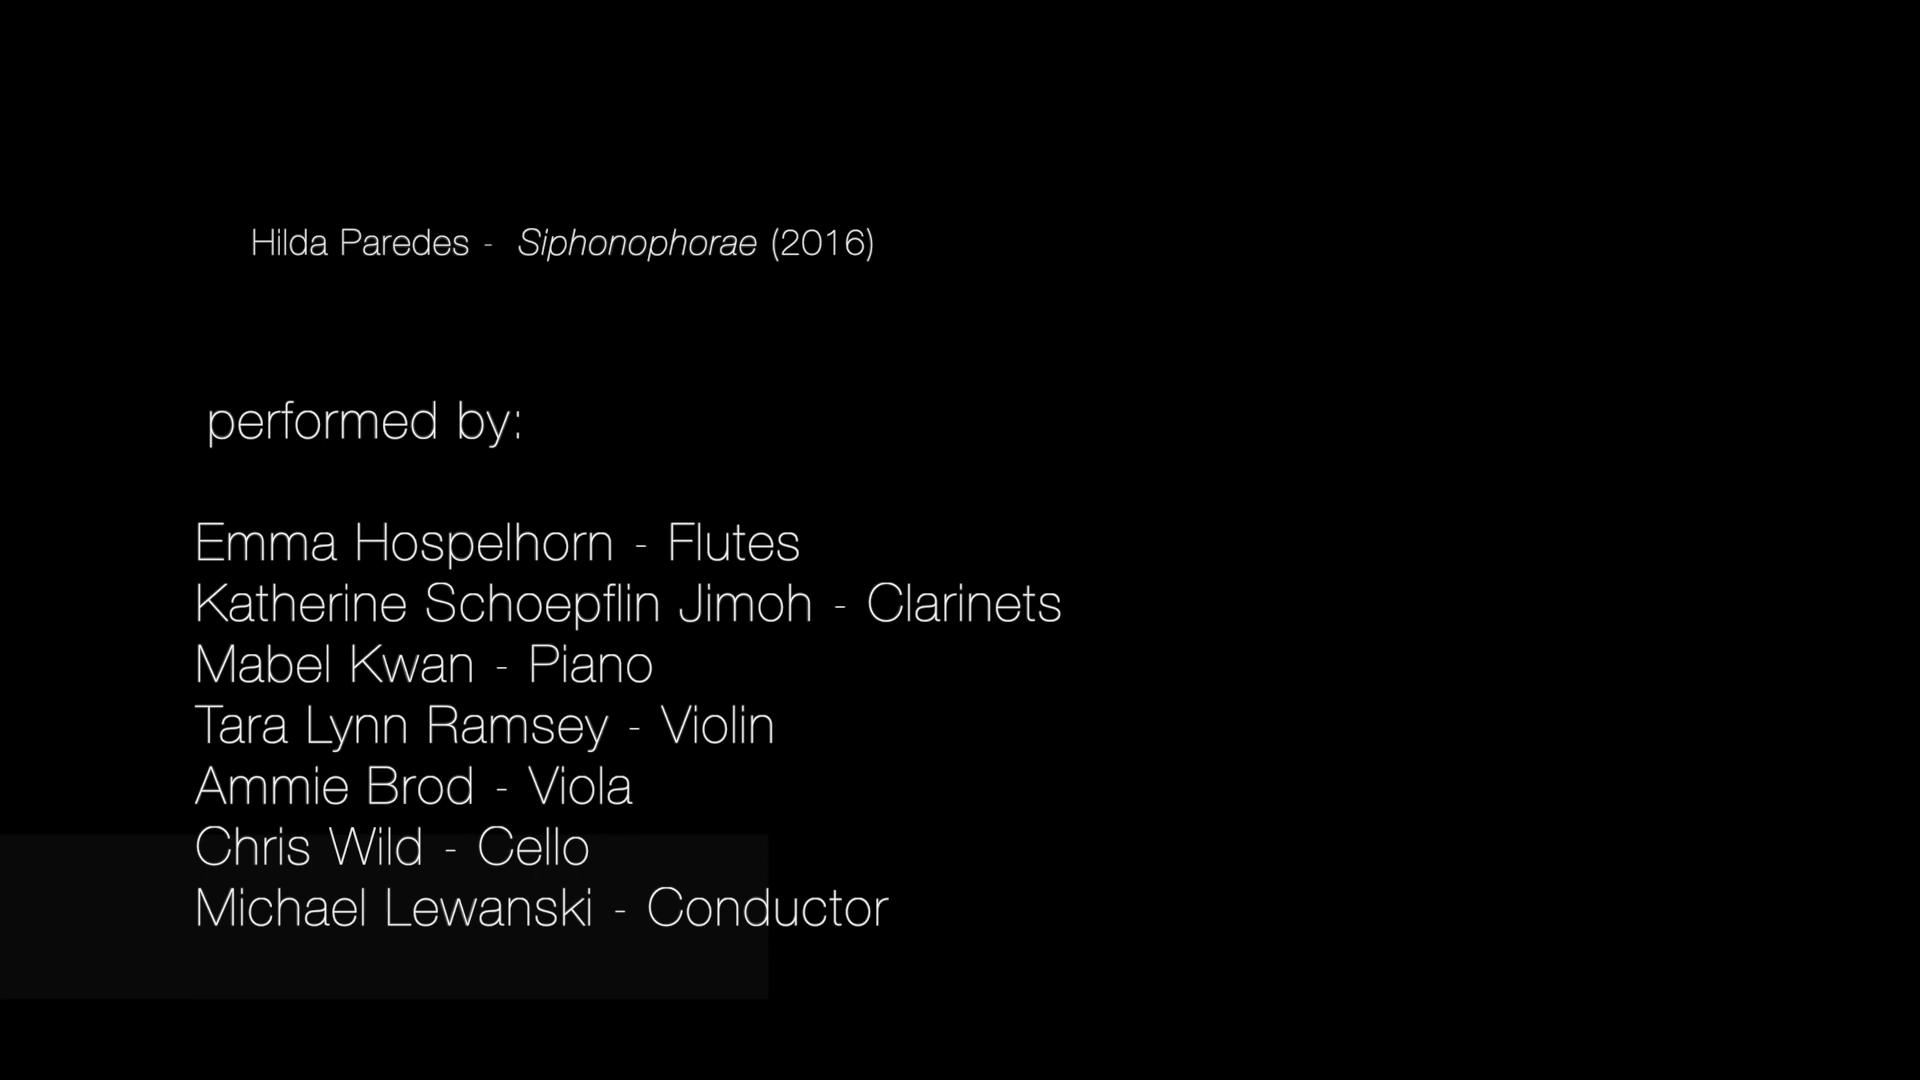 Hilda Paredes - Siphonophorae (2016)
performed by:
Emma Hospelhorn - Flutes
Katherine Schoepflin Jimoh - Clarinets
Mabel Kwan - Piano
Tara Lynn Ramsey - Violin
Ammie Brod - Viola
Chris Wild - Cello
Michael Lewanski - Conductor